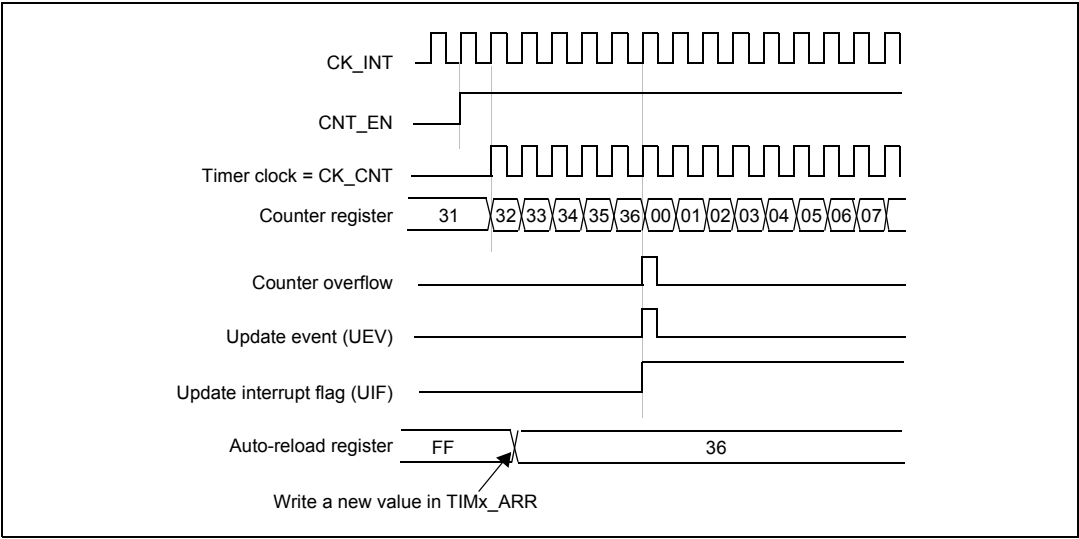 CK_INT
CNT_EN
Timer clock = CK_CNT
Counter register 31 32 33 34 35 36 00 01 02 03 04 05 06 07
Counter overflow
Update event (UEV)
Update interrupt flag (UIF)
Auto-reload register FF 36
Write a new value in TIMx_ARR